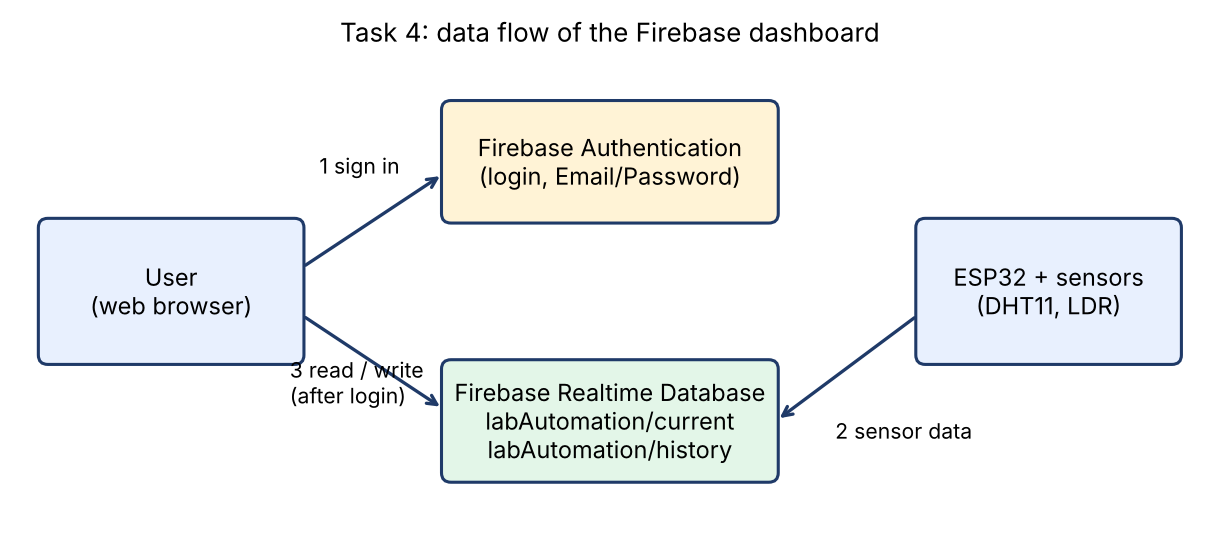 Task 4: data flow of the Firebase dashboard
1 sign in
Firebase Authentication
(login, Email/Password)
User
(web browser)
ESP32 + sensors
(DHT11, LDR)
3 read / write
(after login)
Firebase Realtime Database
labAutomation/current
labAutomation/history
2 sensor data